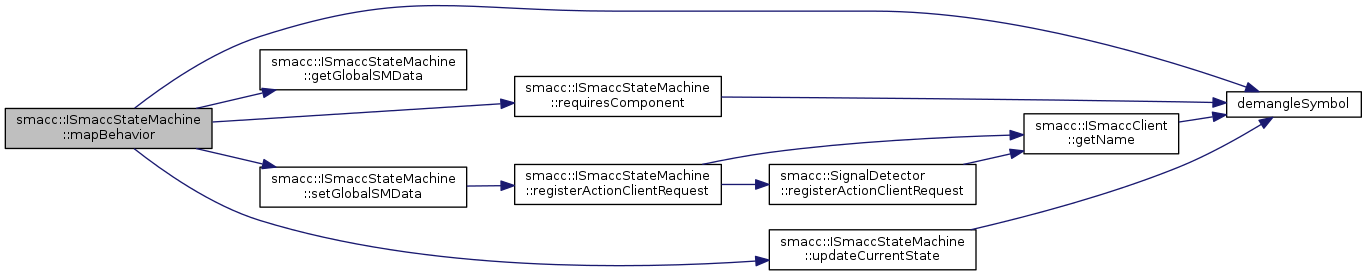 smacc::ISmaccStateMachine
::mapBehavior
smacc::ISmaccStateMachine
::getGlobalSMData
smacc::ISmaccStateMachine
::setGlobalSMData
smacc::ISmaccStateMachine
::requiresComponent
smacc::ISmaccStateMachine
::registerActionClientRequest
smacc::SignalDetector
::registerActionClientRequest
smacc::ISmaccStateMachine
::updateCurrentState
smacc::ISmaccClient
::getName
demangleSymbol